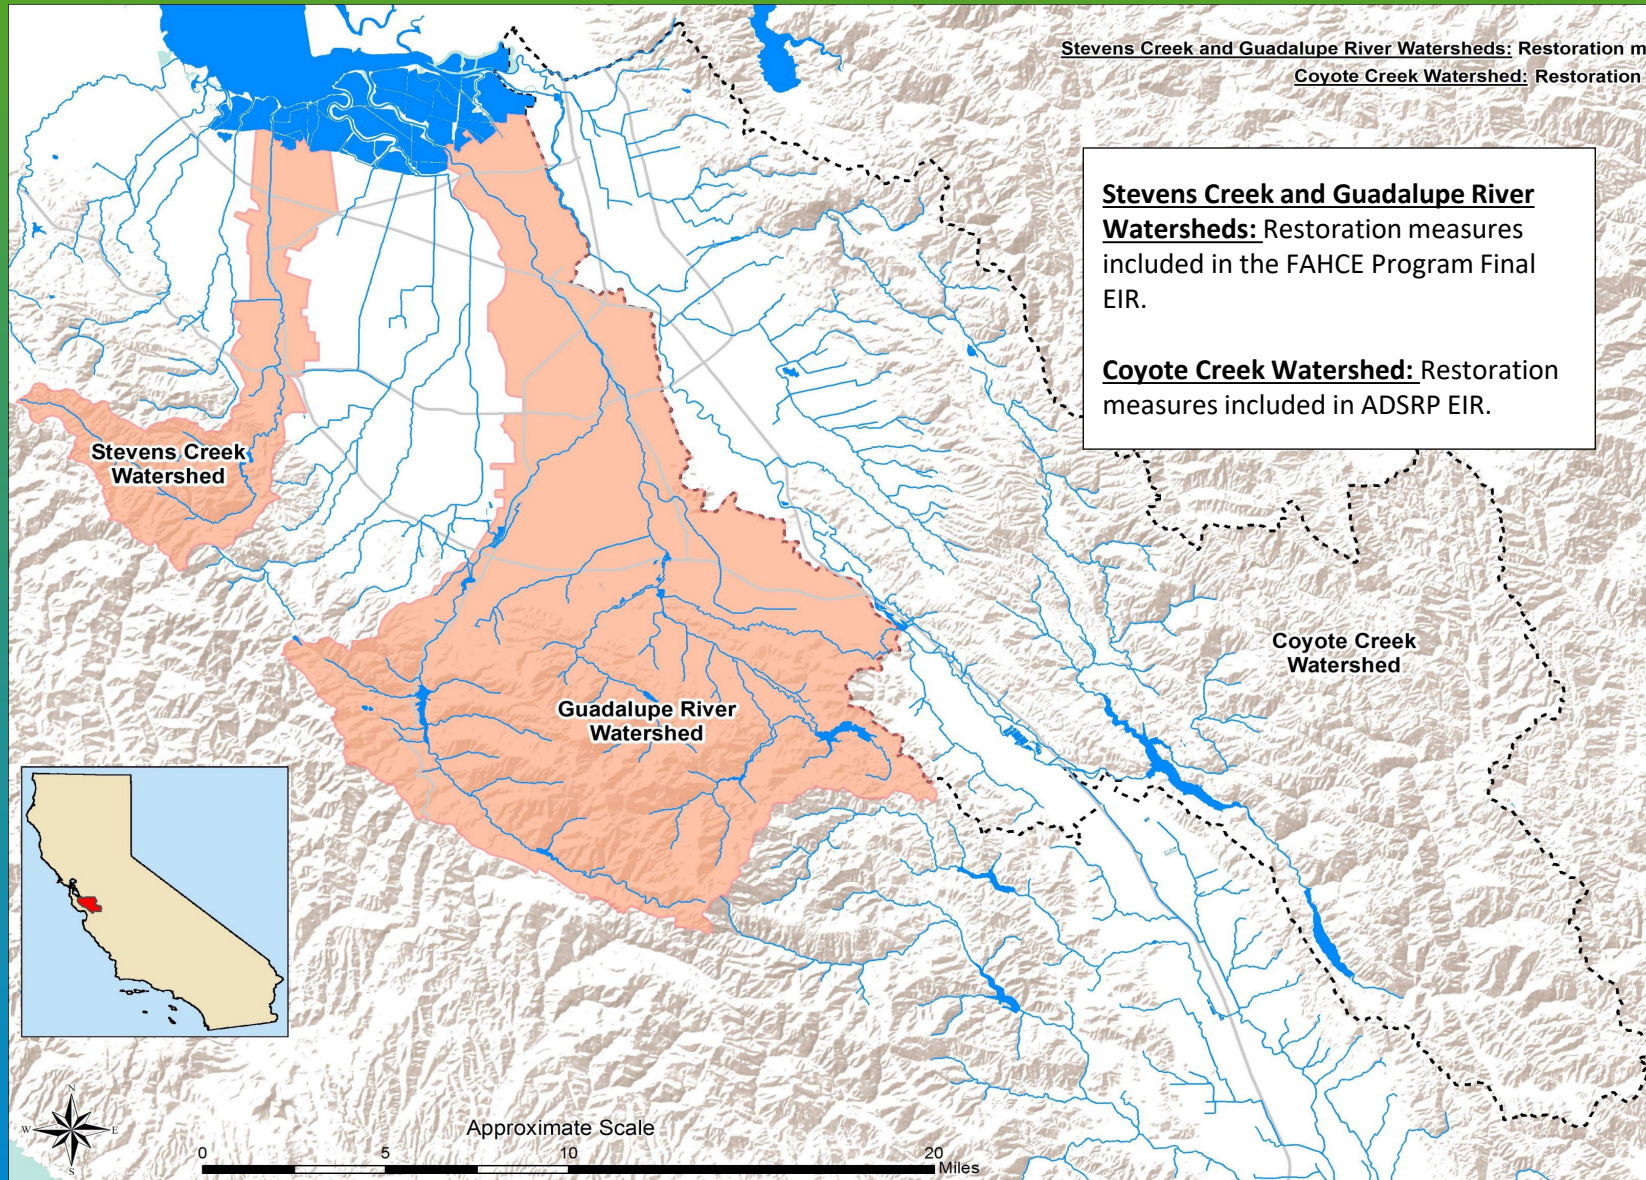 Stevens Creek and Guadalupe River Watersheds: Restoration m
Coyote Creek Watershed: Restoration
Stevens Creek and Guadalupe River
Watersheds: Restoration measures
included in the FAHCE Program Final
EIR.
Coyote Creek Watershed: Restoration
measures included in ADSRP EIR.
Stevens Creek
Watershed
Coyote Creek
Watershed
Guadalupe River
Watershed
N
W E
S
Approximate Scale
0 5 10 20
Miles